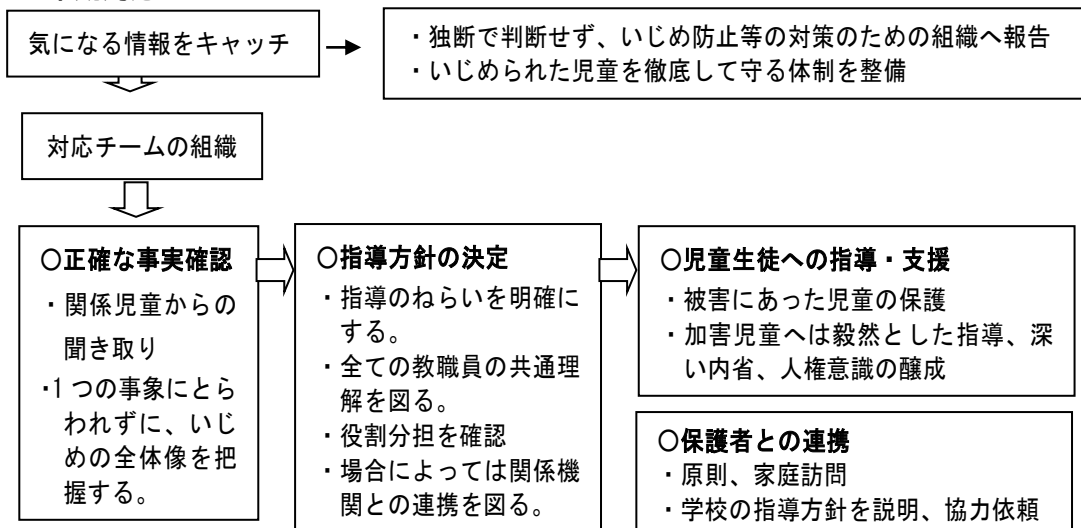 気になる情報をキャッチ
・独断で判断せず、いじめ防止等の対策のための組織へ報告
・いじめられた児童を徹底して守る体制を整備
対応チームの組織
○正確な事実確認
・関係児童からの
聞き取り
・1つの事象にとら
われずに、いじ
めの全体像を把
握する。
○指導方針の決定
・指導のねらいを明確に
する。
・全ての教職員の共通理
解を図る。
・役割分担を確認
・場合によっては関係機
関との連携を図る。
○児童生徒への指導・支援
・被害にあった児童の保護
・加害児童へは毅然とした指導、深
い内省、人権意識の醸成
○保護者との連携
・原則、家庭訪問
・学校の指導方針を説明、協力依頼